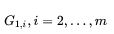 G_{1,i}, i = 2, . . . , m